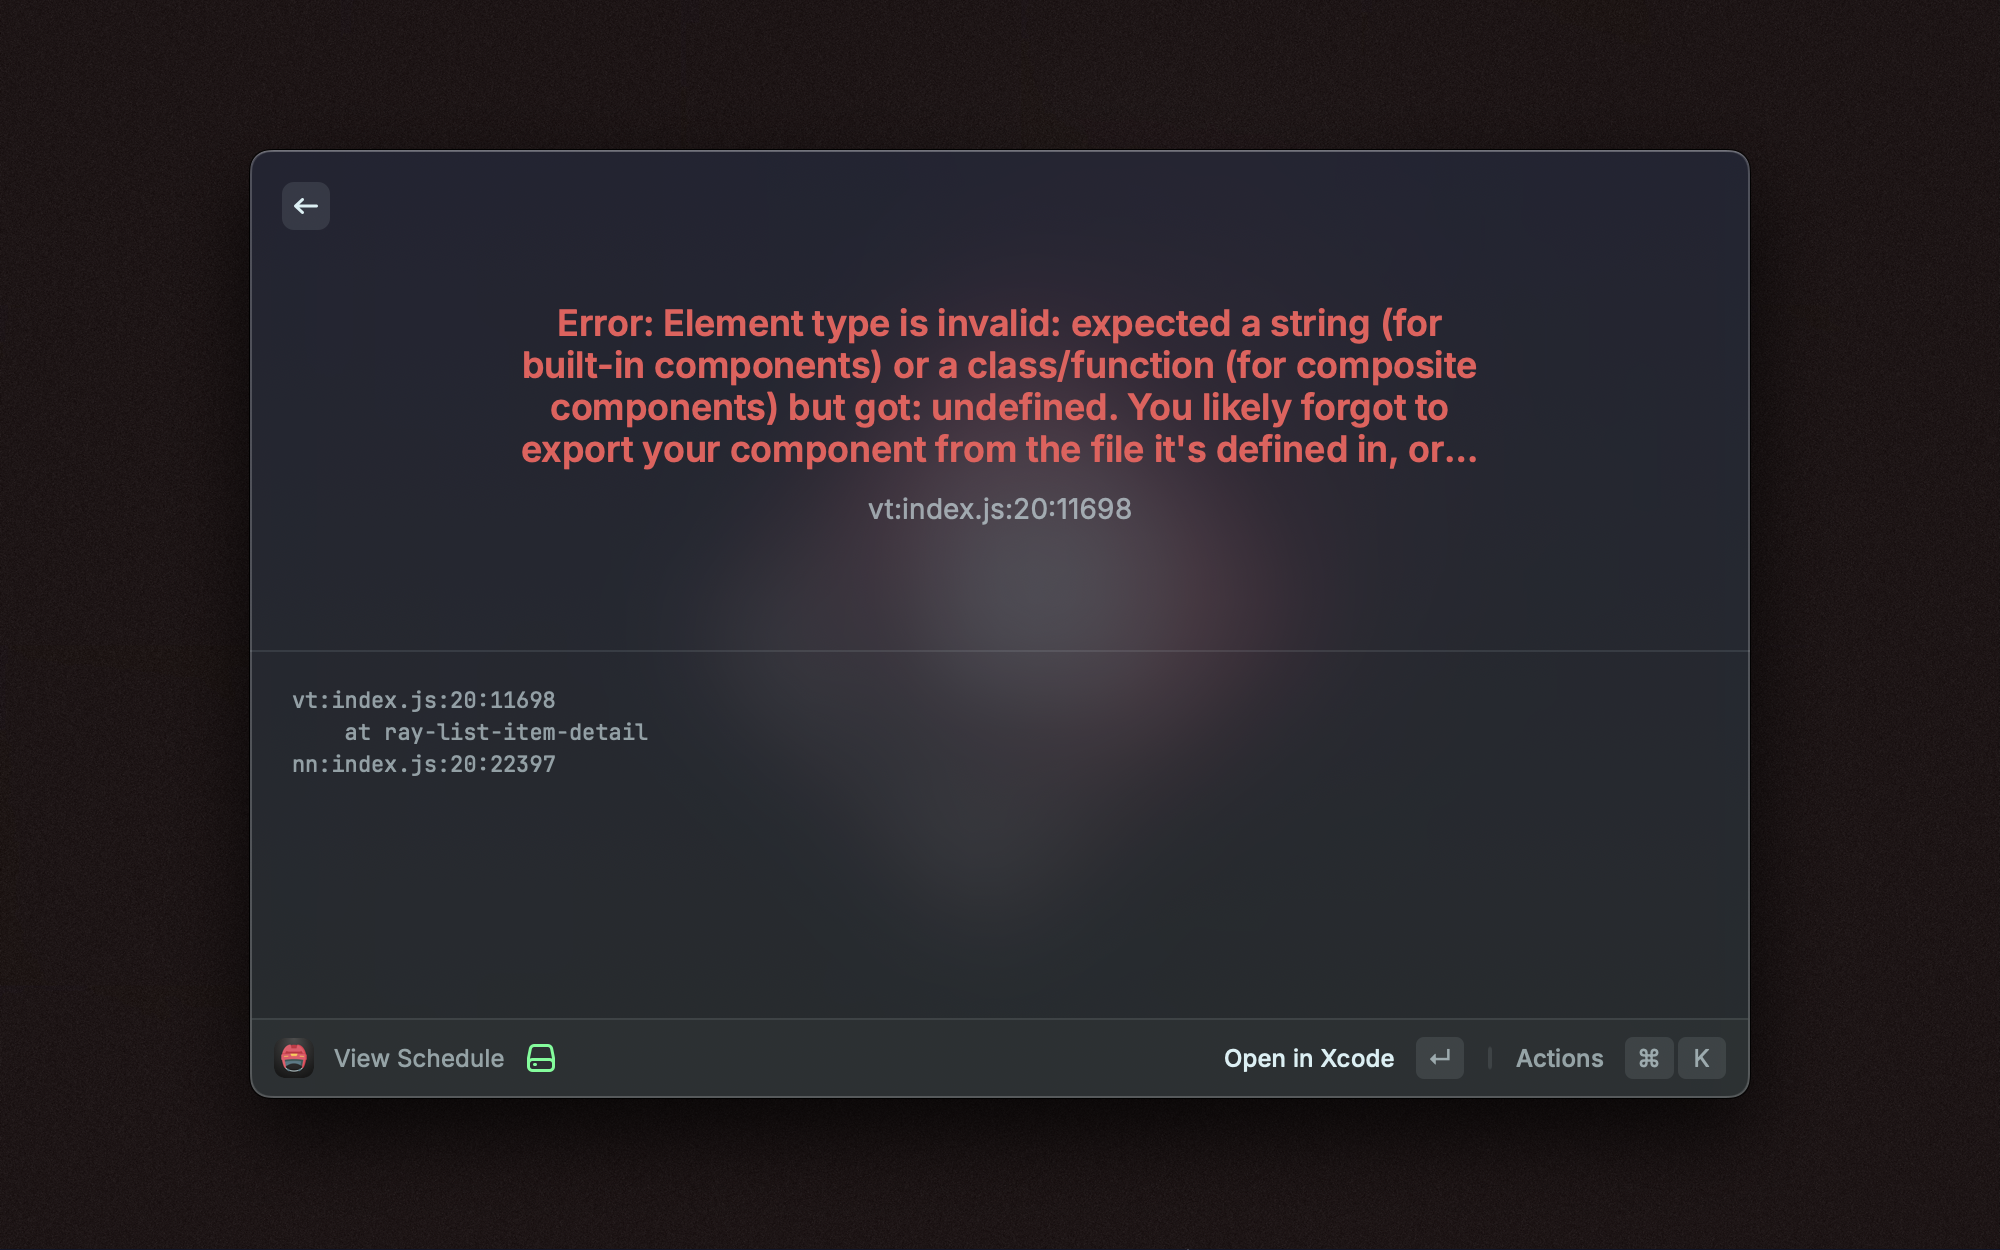 Error: Element type is invalid: expected a string (for
built-in components) or a class/function (for composite
components) but got: undefined. You likely forgot to
export your component from the file it's defined in, or...
vt:index.js:20:11698
vt:index.js:20:11698
    at ray-list-item-detail
nn:index.js:20:22397
View Schedule
Open in Xcode ↵ | Actions ⌘ K